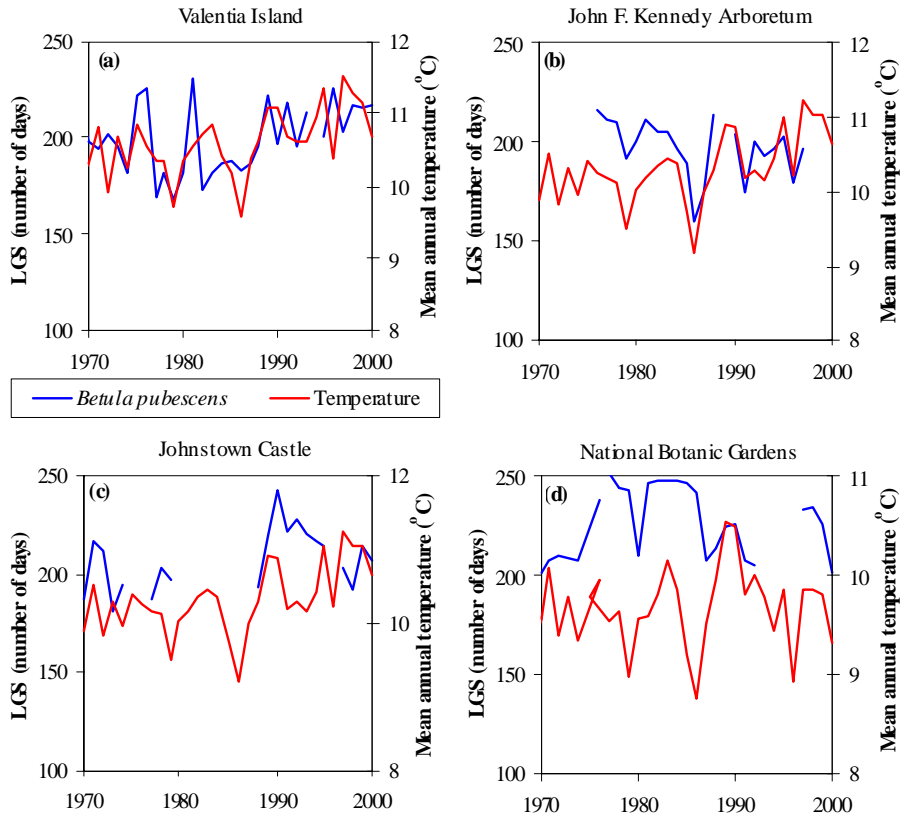 Valentia Island
(a)
LGS (number of days)
250
200
150
100
1970
1980
1990
2000
12
11
10
9
8
Mean annual temperature (°C)
John F. Kennedy Arboretum
(b)
LGS (number of days)
250
200
150
100
1970
1980
1990
2000
12
11
10
9
8
Mean annual temperature (°C)
Betula pubescens
Temperature
Johnstown Castle
(c)
LGS (number of days)
250
200
150
100
1970
1980
1990
2000
12
10
8
Mean annual temperature (°C)
National Botanic Gardens
(d)
LGS (number of days)
250
200
150
100
1970
1980
1990
2000
11
10
9
8
Mean annual temperature (°C)